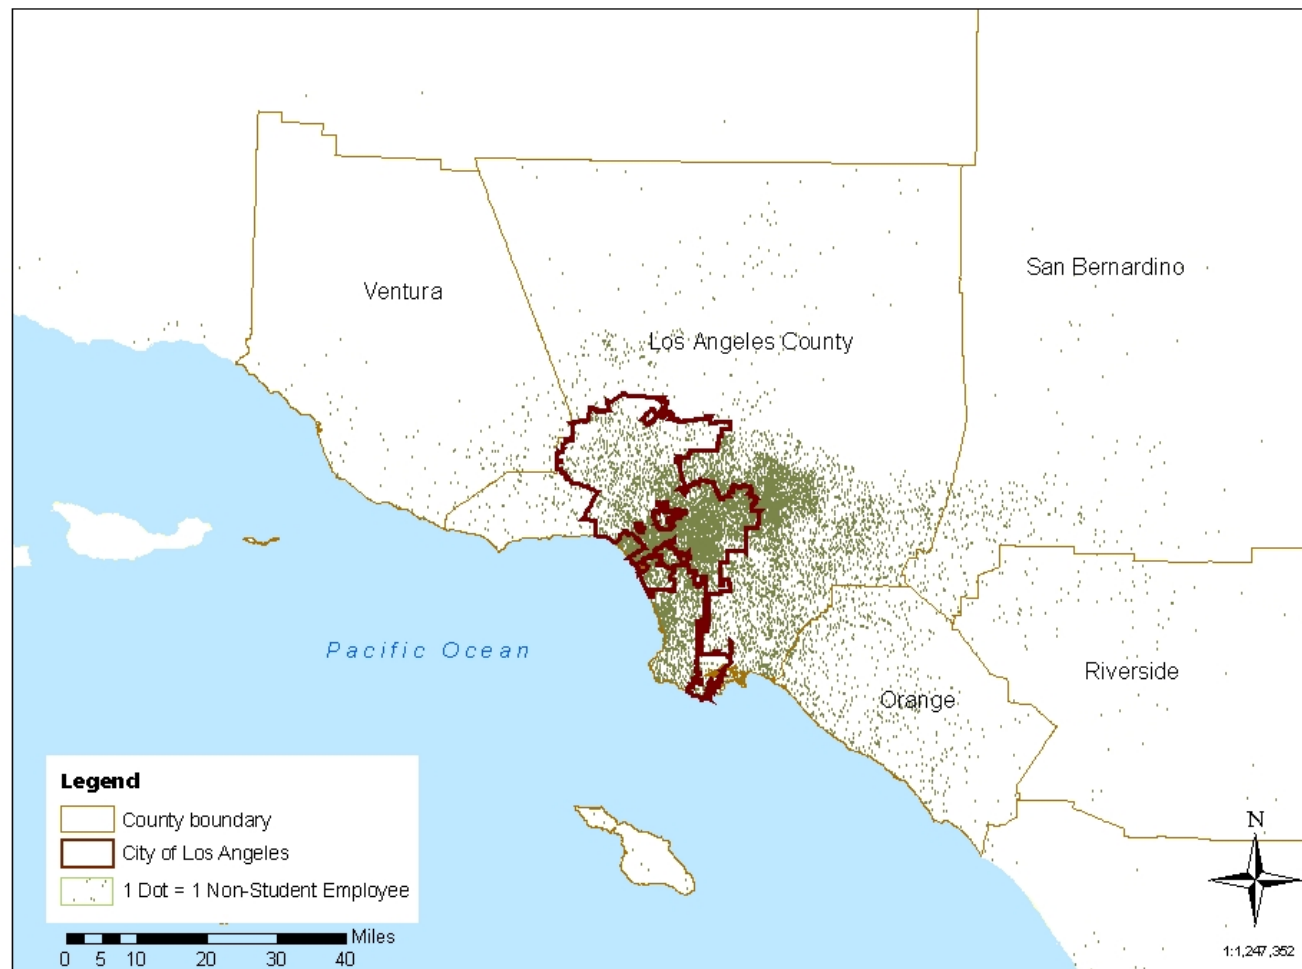 San Bernardino
Ventura
Los Angeles County
Pacific Ocean
Riverside
Orange
Legend
County boundary
City of Los Angeles
1 Dot = 1 Non-Student Employee
Miles
0 5 10 20 30 40
N
1:1,247,352